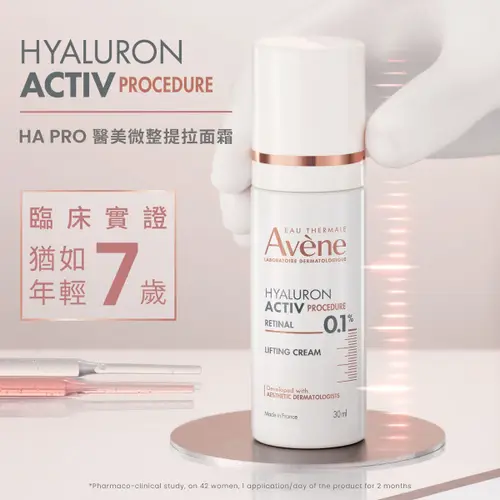 HYALURON
ACTIV PROCEDURE
HA PRO 醫美微整提拉面霜
臨床實證
猶如
年輕7歲
EAU THERMALE
Avène
LABORATOIRE DERMATOLOGIQUE
HYALURON
ACTIV PROCEDURE
RETINAL 0.1%
LIFTING CREAM
Developed with
AESTHETIC DERMATOLOGISTS
Made in France 30 ml
*Pharmaco-clinical study, on 42 women, 1 application/day of the product for 2 months